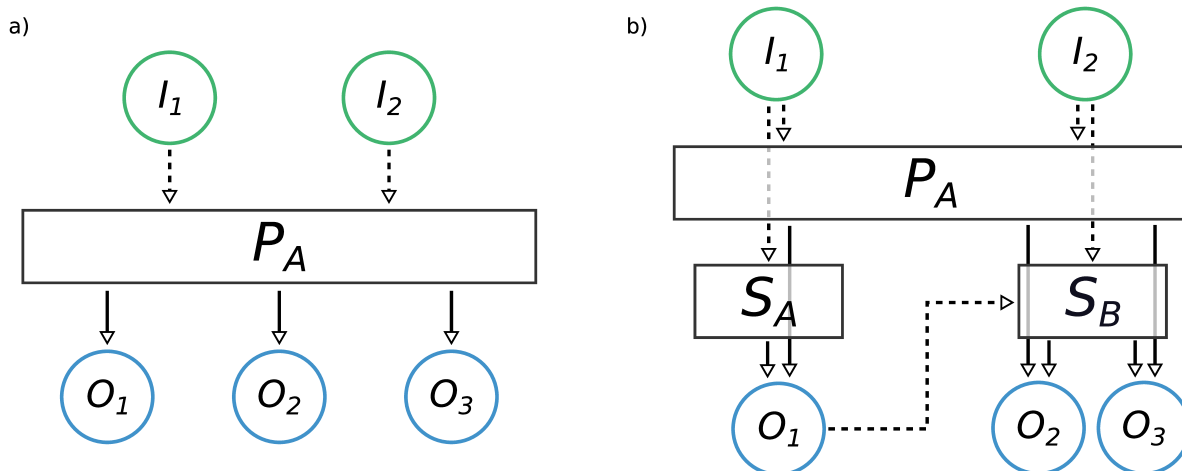 a)
I1 I2
PA
O1 O2 O3
b)
I1 I2
PA
SA SB
O1 O2 O3